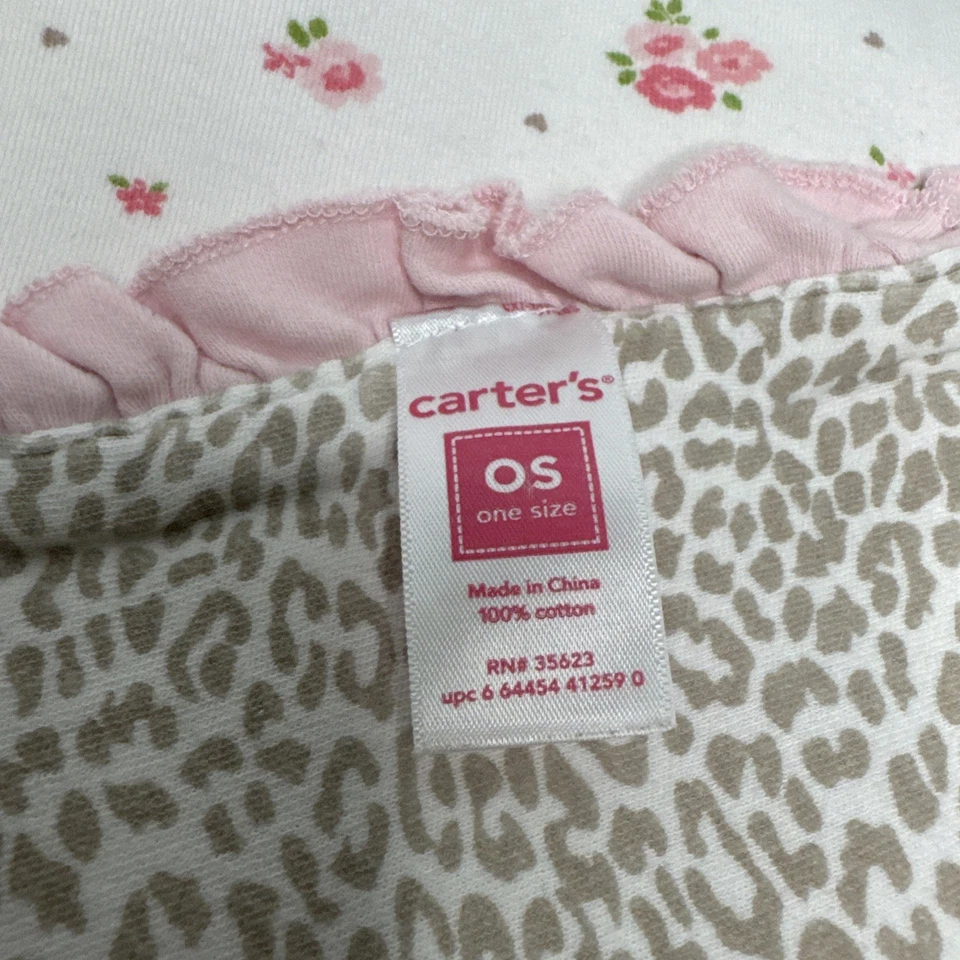 carter's®
OS
one size
Made in China
100% cotton
RN# 35623
upc 6 64454 41259 0